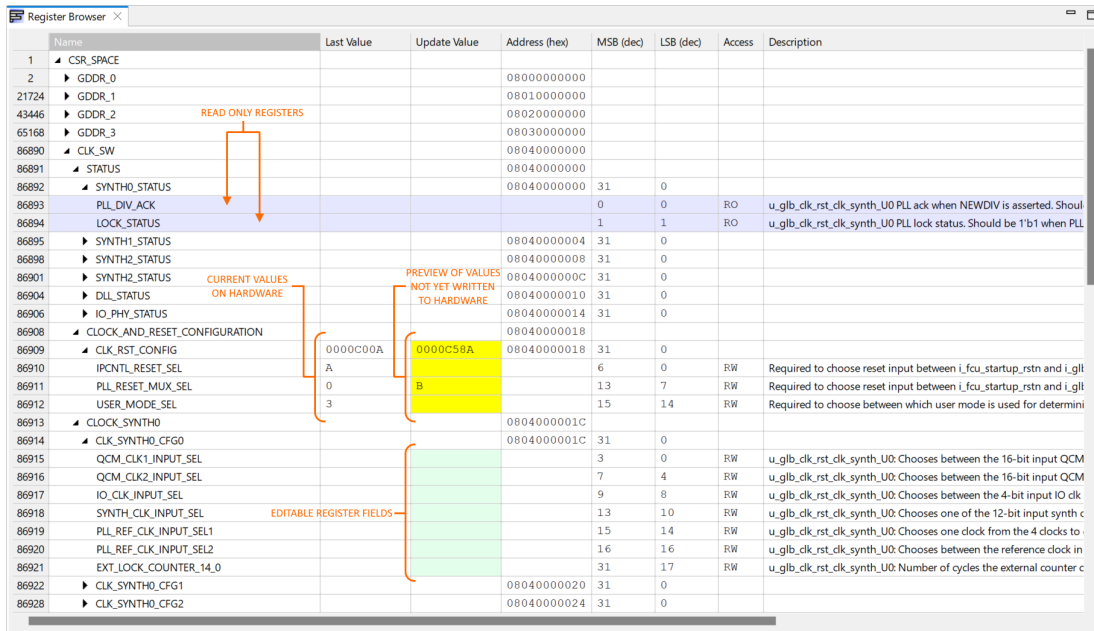 Register Browser
Name Last Value Update Value Address (hex) MSB (dec) LSB (dec) Access Description
1 CSR_SPACE
2 GDDR_0 08000000000
21724 GDDR_1 08010000000
43446 GDDR_2 08020000000
READ ONLY REGISTERS
65168 GDDR_3 08030000000
86890 CLK_SW 08040000000
86891 STATUS 08040000000
86892 SYNTH0_STATUS 08040000000 31 0
86893 PLL_DIV_ACK 0 0 RO u_glb_clk_rst_clk_synth_U0 PLL ack when NEWDIV is asserted. Shoul
86894 LOCK_STATUS 1 1 RO u_glb_clk_rst_clk_synth_U0 PLL lock status. Should be 1'b1 when PLL
86895 SYNTH1_STATUS 08040000004 31 0
86898 SYNTH2_STATUS 08040000008 31 0
86901 SYNTH2_STATUS 0804000000C 31 0
CURRENT VALUES
ON HARDWARE
PREVIEW OF VALUES
NOT YET WRITTEN
TO HARDWARE
86904 DLL_STATUS 08040000010 31 0
86906 IO_PHY_STATUS 08040000014 31 0
86908 CLOCK_AND_RESET_CONFIGURATION 08040000018
86909 CLK_RST_CONFIG 0000C00A 0000C58A 08040000018 31 0
86910 IPCNTL_RESET_SEL A 6 0 RW Required to choose reset input between i_fcu_startup_rstn and i_gll
86911 PLL_RESET_MUX_SEL 0 B 13 7 RW Required to choose reset input between i_fcu_startup_rstn and i_gll
86912 USER_MODE_SEL 3 15 14 RW Required to choose between which user mode is used for determini
86913 CLOCK_SYNTH0 0804000001C
86914 CLK_SYNTH0_CFG0 0804000001C 31 0
86915 QCM_CLK1_INPUT_SEL 3 0 RW u_glb_clk_rst_clk_synth_U0: Chooses between the 16-bit input QCM
86916 QCM_CLK2_INPUT_SEL 7 4 RW u_glb_clk_rst_clk_synth_U0: Chooses between the 16-bit input QCM
86917 IO_CLK_INPUT_SEL 9 8 RW u_glb_clk_rst_clk_synth_U0: Chooses between the 4-bit input IO clk
86918 SYNTH_CLK_INPUT_SEL 13 10 RW u_glb_clk_rst_clk_synth_U0: Chooses one of the 12-bit input synth c
EDITABLE REGISTER FIELDS
86919 PLL_REF_CLK_INPUT_SEL1 15 14 RW u_glb_clk_rst_clk_synth_U0: Chooses one clock from the 4 clocks to
86920 PLL_REF_CLK_INPUT_SEL2 16 16 RW u_glb_clk_rst_clk_synth_U0: Chooses between the reference clock in
86921 EXT_LOCK_COUNTER_14_0 31 17 RW u_glb_clk_rst_clk_synth_U0: Number of cycles the external counter c
86922 CLK_SYNTH0_CFG1 08040000020 31 0
86928 CLK_SYNTH0_CFG2 08040000024 31 0